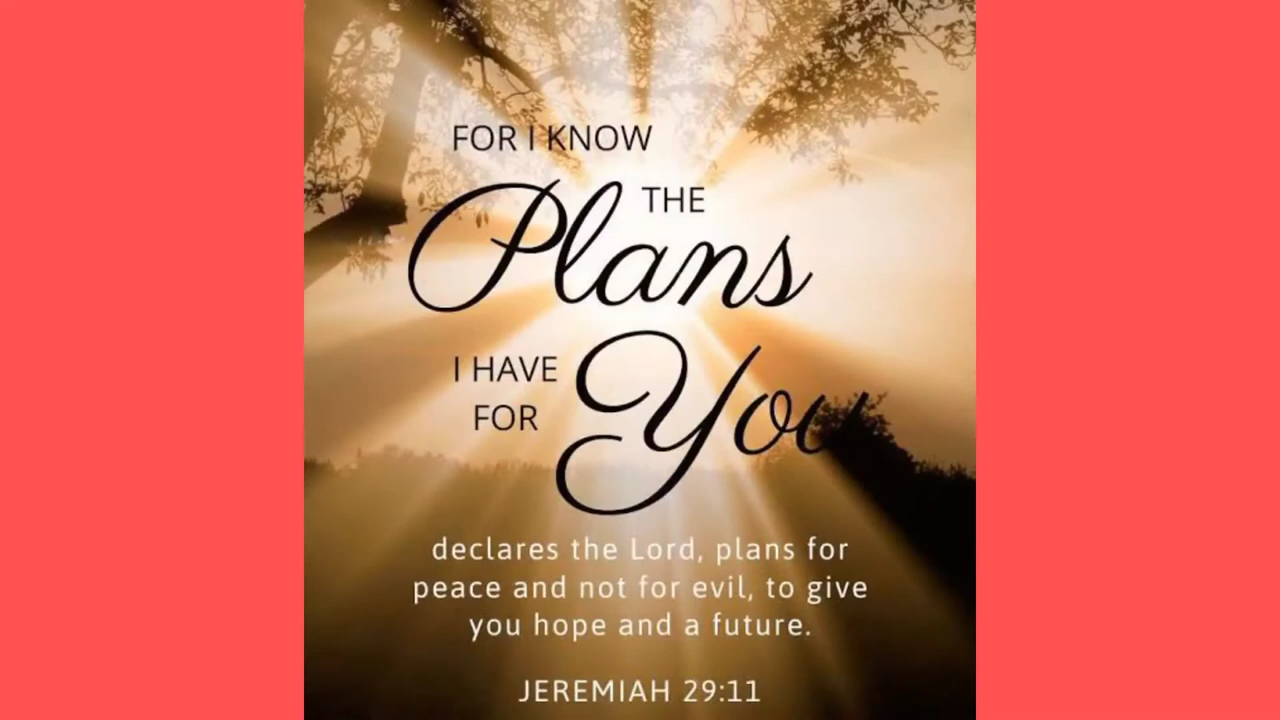 FOR I KNOW
THE
Plans
I HAVE
FOR
You
declares the Lord, plans for
peace and not for evil, to give
you hope and a future.
JEREMIAH 29:11